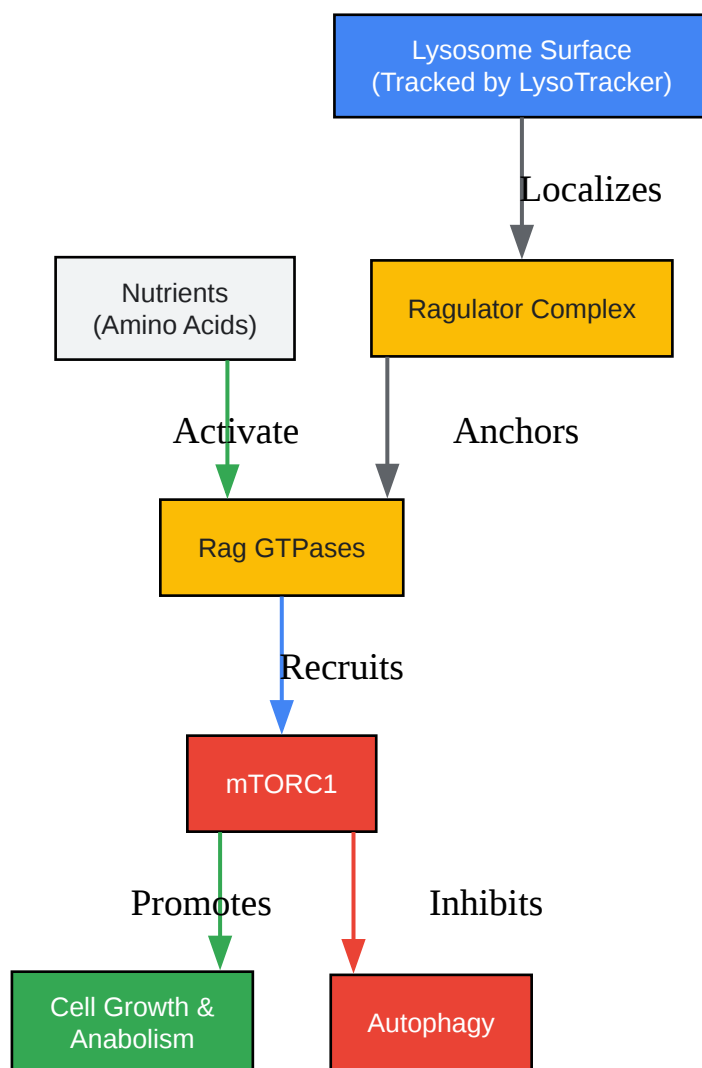 Lysosome Surface
(Tracked by LysoTracker)
Localizes
Nutrients
(Amino Acids)
Ragulator Complex
Activate
Anchors
Rag GTPases
Recruits
mTORC1
Promotes
Inhibits
Cell Growth &
Anabolism
Autophagy